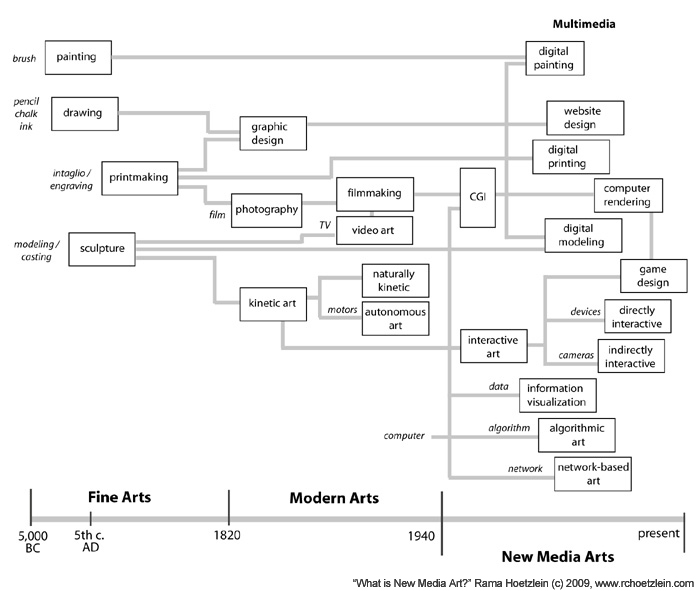 Multimedia
brush
painting
digital
painting
pencil
chalk
ink
drawing
graphic
design
website
design
intaglio /
engraving
printmaking
digital
printing
film
photography
filmmaking
CGI
computer
rendering
TV
video art
digital
modeling
modeling /
casting
sculpture
naturally
kinetic
game
design
kinetic art
motors
autonomous
art
devices
directly
interactive
interactive
art
cameras
indirectly
interactive
data
information
visualization
computer
algorithm
algorithmic
art
network
network-based
art
Fine Arts
Modern Arts
5,000
BC
5th c.
AD
1820
1940
present
New Media Arts
“What is New Media Art?” Rama Hoetzlein (c) 2009, www.rchoetzlein.com